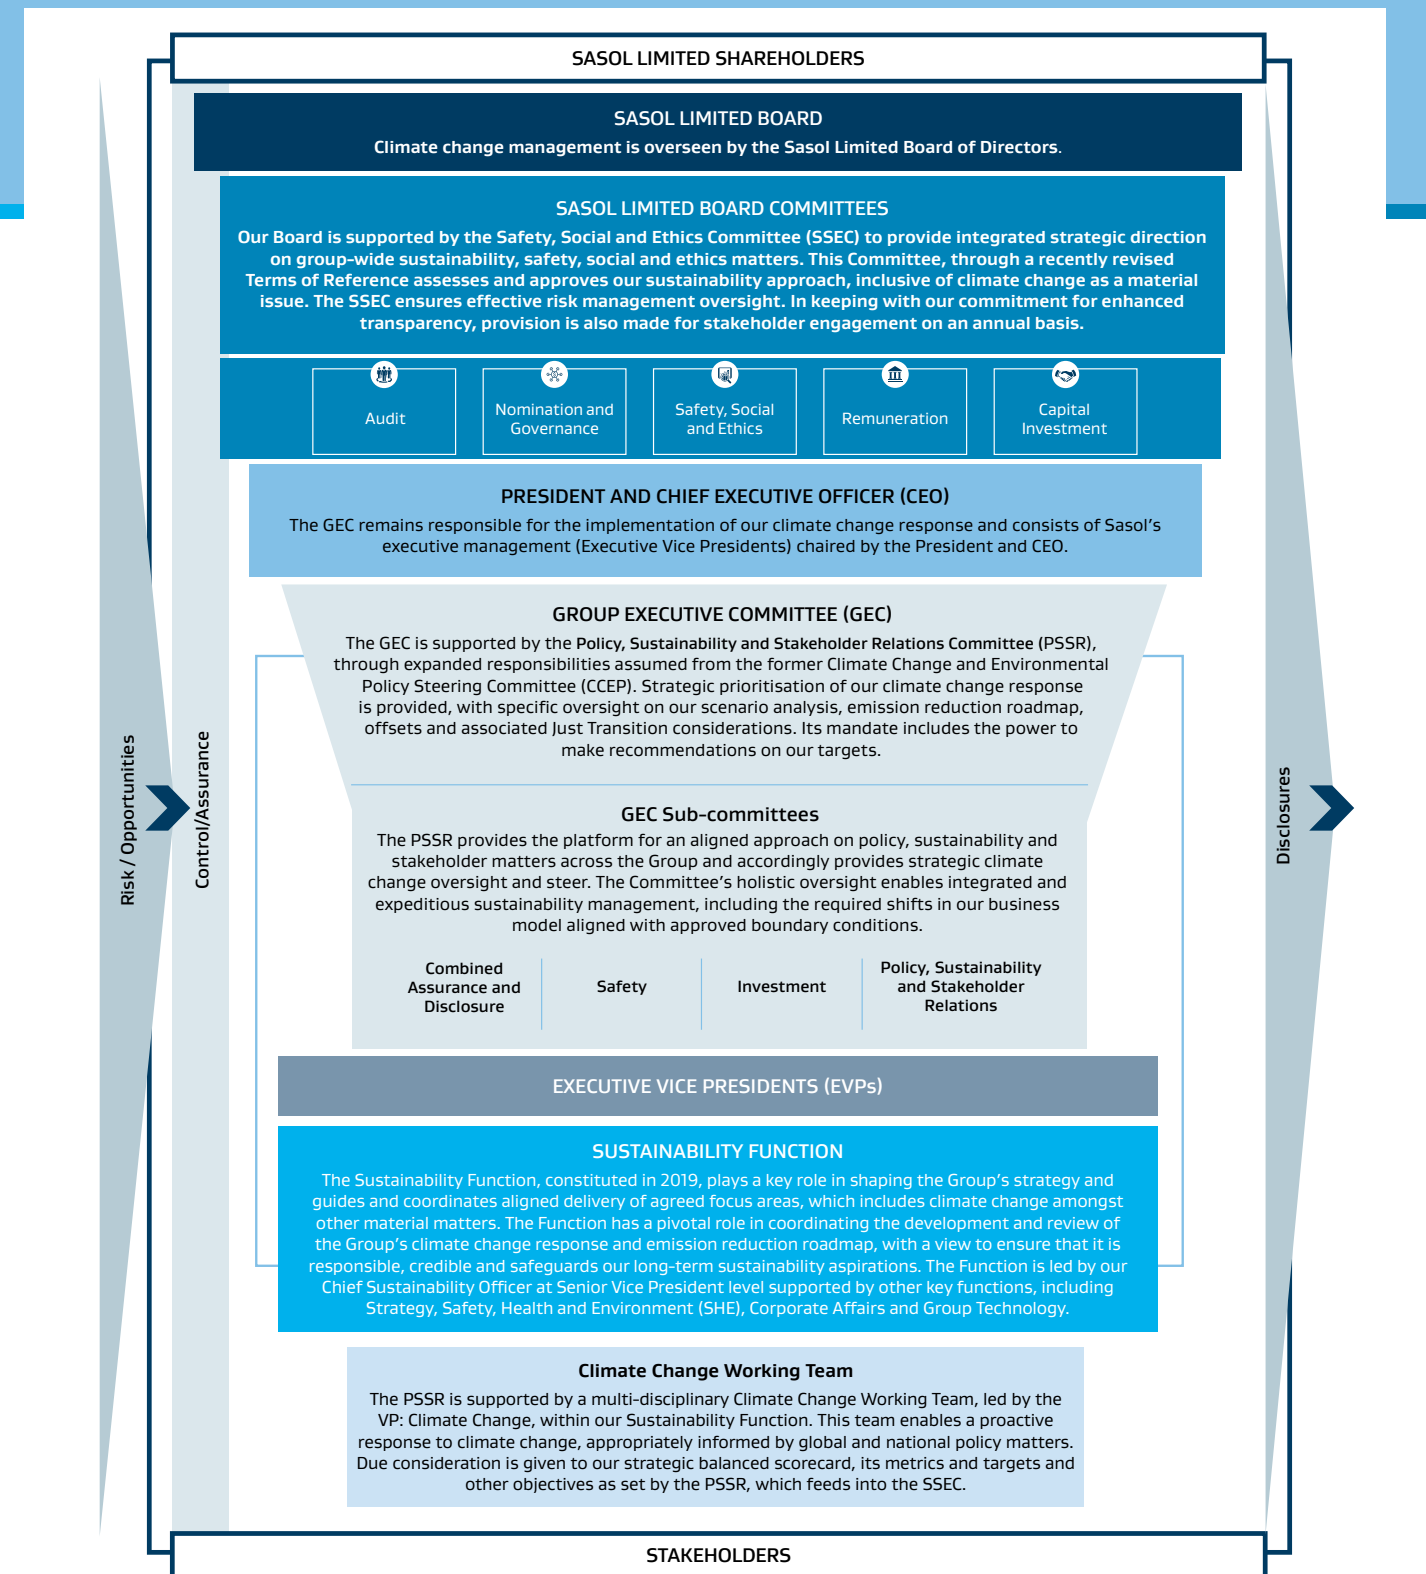 SASOL LIMITED SHAREHOLDERS
SASOL LIMITED BOARD
Climate change management is overseen by the Sasol Limited Board of Directors.
SASOL LIMITED BOARD COMMITTEES
Our Board is supported by the Safety, Social and Ethics Committee (SSEC) to provide integrated strategic direction
on group-wide sustainability, safety, social and ethics matters. This Committee, through a recently revised
Terms of Reference assesses and approves our sustainability approach, inclusive of climate change as a material
issue. The SSEC ensures effective risk management oversight. In keeping with our commitment for enhanced
transparency, provision is also made for stakeholder engagement on an annual basis.
Audit
Nomination and
Governance
Safety, Social
and Ethics
Remuneration
Capital
Investment
PRESIDENT AND CHIEF EXECUTIVE OFFICER (CEO)
The GEC remains responsible for the implementation of our climate change response and consists of Sasol's
executive management (Executive Vice Presidents) chaired by the President and CEO.
GROUP EXECUTIVE COMMITTEE (GEC)
The GEC is supported by the Policy, Sustainability and Stakeholder Relations Committee (PSSR),
through expanded responsibilities assumed from the former Climate Change and Environmental
Policy Steering Committee (CCEP). Strategic prioritisation of our climate change response
is provided, with specific oversight on our scenario analysis, emission reduction roadmap,
offsets and associated Just Transition considerations. Its mandate includes the power to
make recommendations on our targets.
GEC Sub-committees
The PSSR provides the platform for an aligned approach on policy, sustainability and
stakeholder matters across the Group and accordingly provides strategic climate
change oversight and steer. The Committee's holistic oversight enables integrated and
expeditious sustainability management, including the required shifts in our business
model aligned with approved boundary conditions.
Combined
Assurance and
Disclosure
Safety
Investment
Policy, Sustainability
and Stakeholder
Relations
EXECUTIVE VICE PRESIDENTS (EVPs)
SUSTAINABILITY FUNCTION
The Sustainability Function, constituted in 2019, plays a key role in shaping the Group's strategy and
guides and coordinates aligned delivery of agreed focus areas, which includes climate change amongst
other material matters. The Function has a pivotal role in coordinating the development and review of
the Group's climate change response and emission reduction roadmap, with a view to ensure that it is
responsible, credible and safeguards our long-term sustainability aspirations. The Function is led by our
Chief Sustainability Officer at Senior Vice President level supported by other key functions, including
Strategy, Safety, Health and Environment (SHE), Corporate Affairs and Group Technology.
Climate Change Working Team
The PSSR is supported by a multi-disciplinary Climate Change Working Team, led by the
VP: Climate Change, within our Sustainability Function. This team enables a proactive
response to climate change, appropriately informed by global and national policy matters.
Due consideration is given to our strategic balanced scorecard, its metrics and targets and
other objectives as set by the PSSR, which feeds into the SSEC.
STAKEHOLDERS
Risk / Opportunities
Control/Assurance
Disclosures